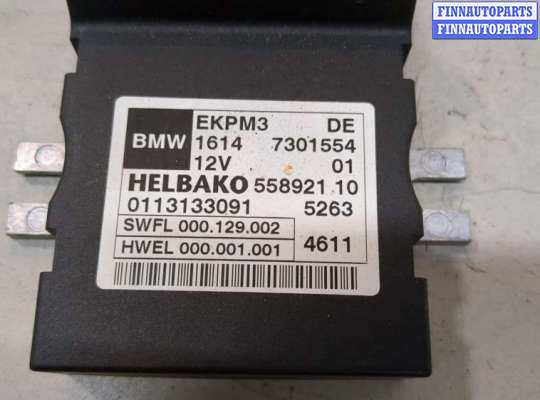 FINNAUTOPARTS
FINNAUTOPARTS
FINNAUTOPARTS
BMW
EKPM3 DE
1614 7301554
12V 01
HELBAKO 558921.10
0113133091 5263
SWFL 000.129.002
HWEL 000.001.001
4611